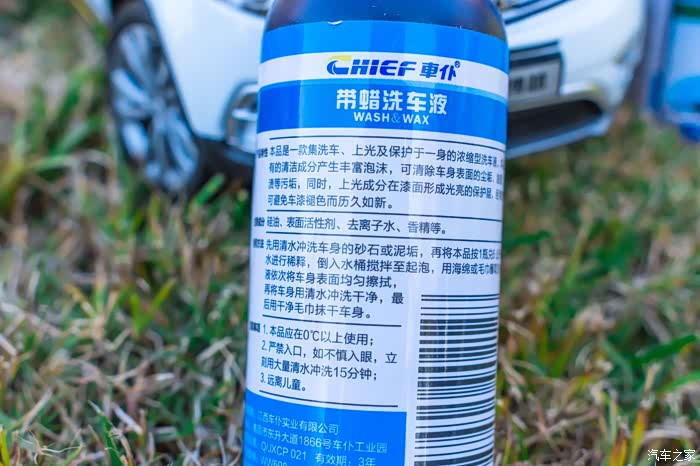 CHIEF 車仆
带蜡洗车液
WASH & WAX
本品是一款集洗车、上光及保护于一身的浓缩型洗车液
有的清洁成分产生丰富泡沫，可清除车身表面的尘垢、
渍等污垢，同时，上光成分在漆面形成光亮的保护层，
可避免车漆褪色而历久如新。
硅油、表面活性剂、去离子水、香精等。
先用清水冲洗车身的砂石或泥垢，再将本品按1瓶
水进行稀释，倒入水桶搅拌至起泡，用海绵或毛巾
液依次将车身表面均匀擦拭，
再将车身用清水冲洗干净，最
后用干净毛巾抹干车身。
1. 本品应在0℃以上使用；
2. 严禁入口，如不慎入眼，立
刻用大量清水冲洗15分钟；
3. 远离儿童。
江西车仆实业有限公司
东升大道1866号车仆工业园
QUXCP 021 有效期：3年
汽车之家